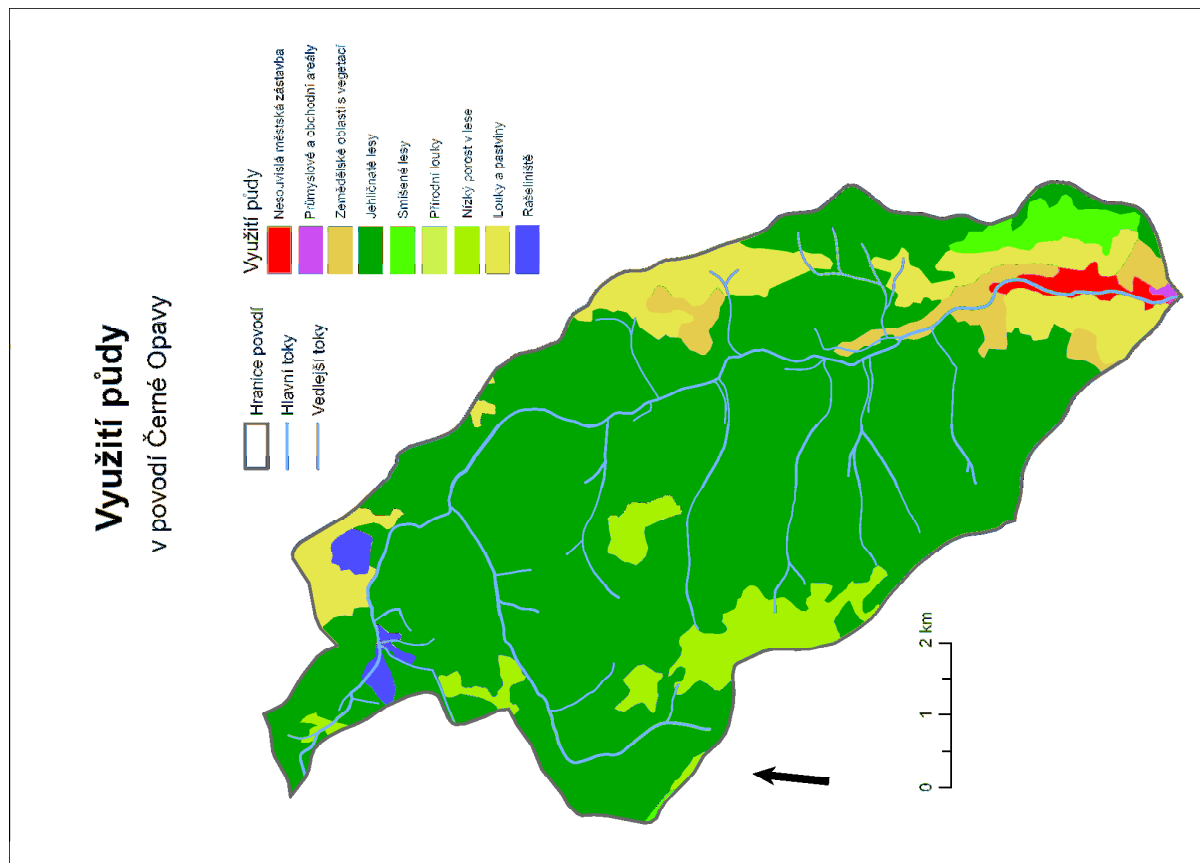 Využití půdy
v povodí Černé Opavy
Hranice povodí
Hlavní toky
Vedlejší toky
Využití půdy
Nesouvislá městská zástavba
Průmyslové a obchodní areály
Zemědělské oblasti s vegetací
Jehličnaté lesy
Smíšené lesy
Přírodní louky
Nízký porost v lese
Louky a pastviny
Rašeliniště
0 1 2 km